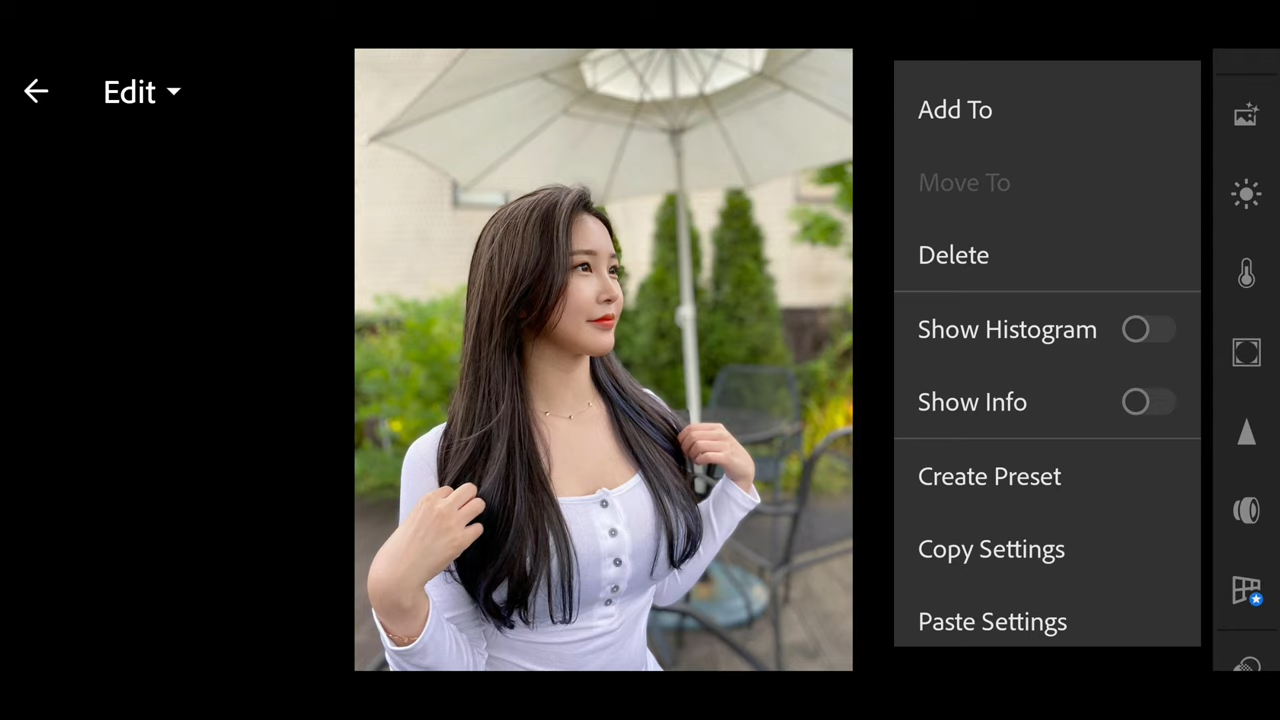 Edit
Add To
Move To
Delete
Show Histogram
Show Info
Create Preset
Copy Settings
Paste Settings